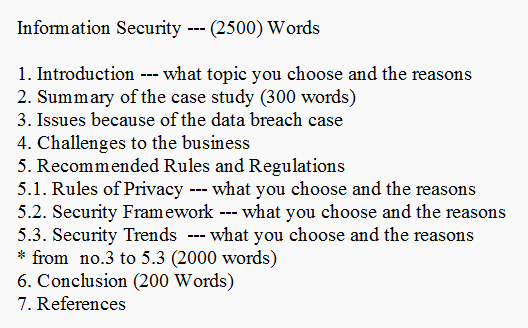 Information Security --- (2500) Words
1. Introduction --- what topic you choose and the reasons
2. Summary of the case study (300 words)
3. Issues because of the data breach case
4. Challenges to the business
5. Recommended Rules and Regulations
5.1. Rules of Privacy --- what you choose and the reasons
5.2. Security Framework --- what you choose and the reasons
5.3. Security Trends --- what you choose and the reasons
* from no.3 to 5.3 (2000 words)
6. Conclusion (200 Words)
7. References